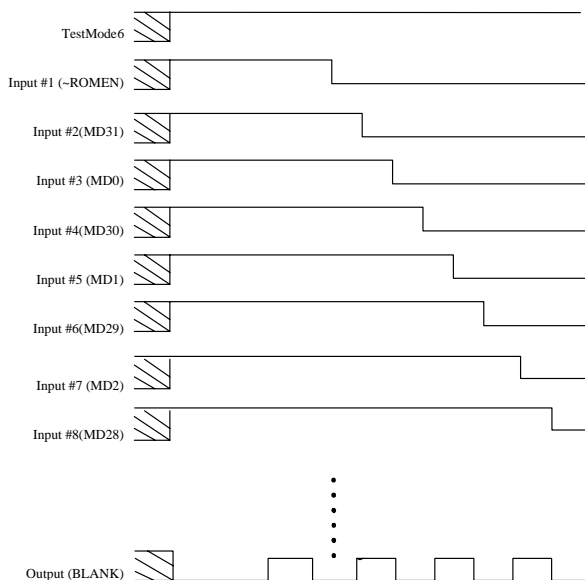 TestMode6
Input #1 (~ROMEN)
Input #2(MD31)
Input #3 (MD0)
Input #4(MD30)
Input #5 (MD1)
Input #6(MD29)
Input #7 (MD2)
Input #8(MD28)
Output (BLANK)